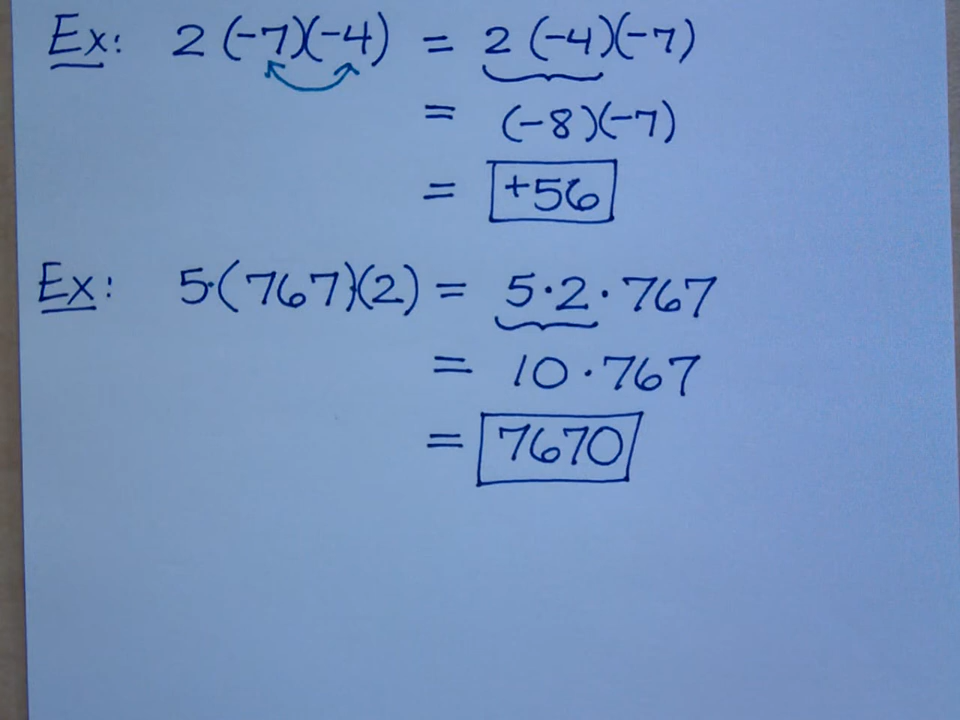 Ex: 2 (-7)(-4) = 2 (-4)(-7)
= (-8)(-7)
= +56
Ex: 5·(767)·(2) = 5·2·767
= 10·767
= 7670